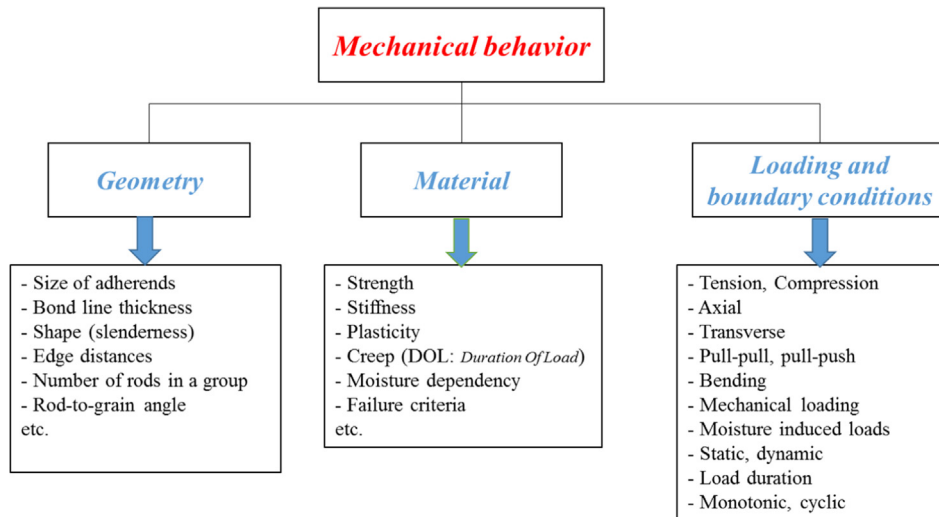 Mechanical behavior
Geometry
Material
Loading and
boundary conditions
- Size of adherends
- Bond line thickness
- Shape (slenderness)
- Edge distances
- Number of rods in a group
- Rod-to-grain angle
etc.
- Strength
- Stiffness
- Plasticity
- Creep (DOL: Duration Of Load)
- Moisture dependency
- Failure criteria
etc.
- Tension, Compression
- Axial
- Transverse
- Pull-pull, pull-push
- Bending
- Mechanical loading
- Moisture induced loads
- Static, dynamic
- Load duration
- Monotonic, cyclic